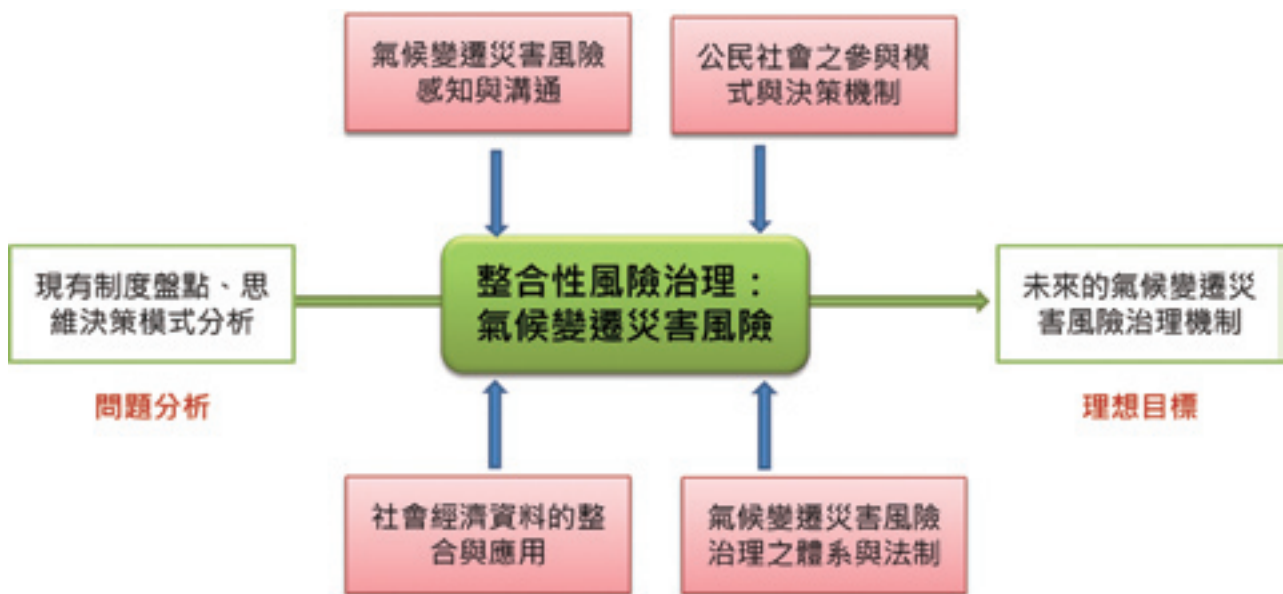 氣候變遷災害風險
感知與溝通
公民社會之參與模
式與決策機制
現有制度盤點、思
維決策模式分析
問題分析
整合性風險治理：
氣候變遷災害風險
未來的氣候變遷災
害風險治理機制
理想目標
社會經濟資料的整
合與應用
氣候變遷災害風險
治理之體系與法制